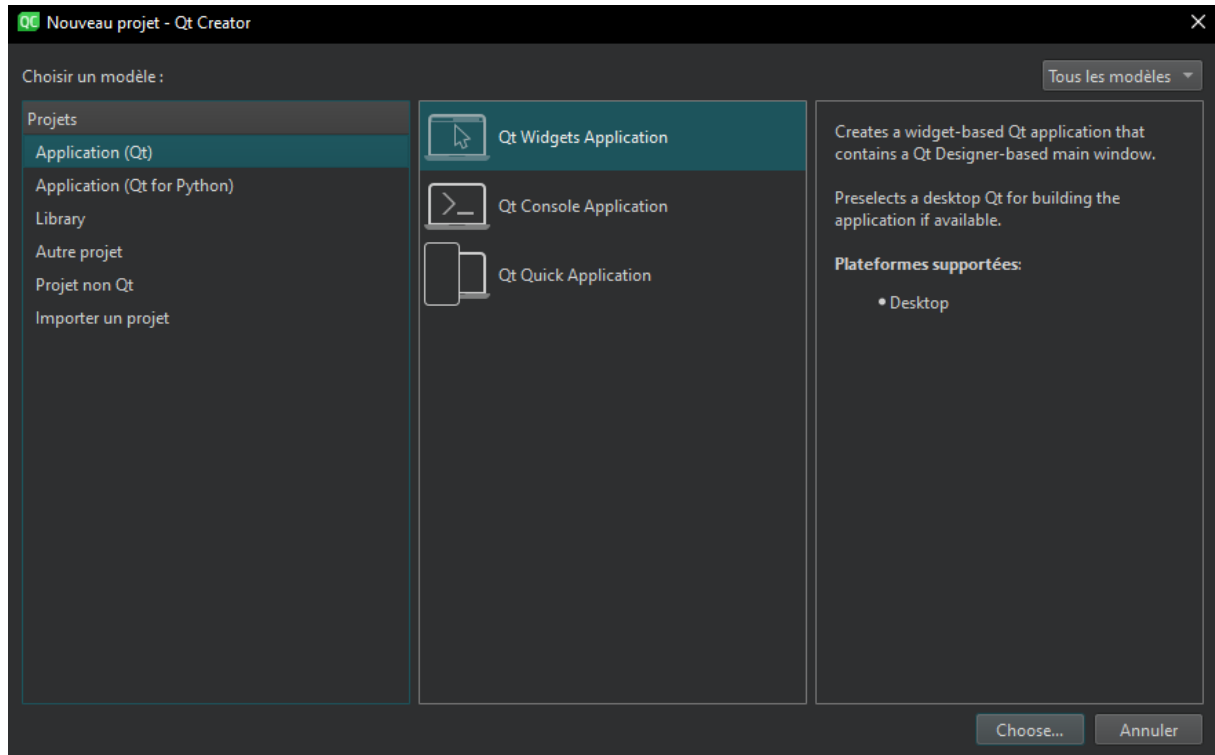 QC Nouveau projet - Qt Creator
Choisir un modèle :
Tous les modèles
Projets
Application (Qt)
Application (Qt for Python)
Library
Autre projet
Projet non Qt
Importer un projet
Qt Widgets Application
Qt Console Application
Qt Quick Application
Creates a widget-based Qt application that
contains a Qt Designer-based main window.
Preselects a desktop Qt for building the
application if available.
Plateformes supportées:
• Desktop
Choose...
Annuler